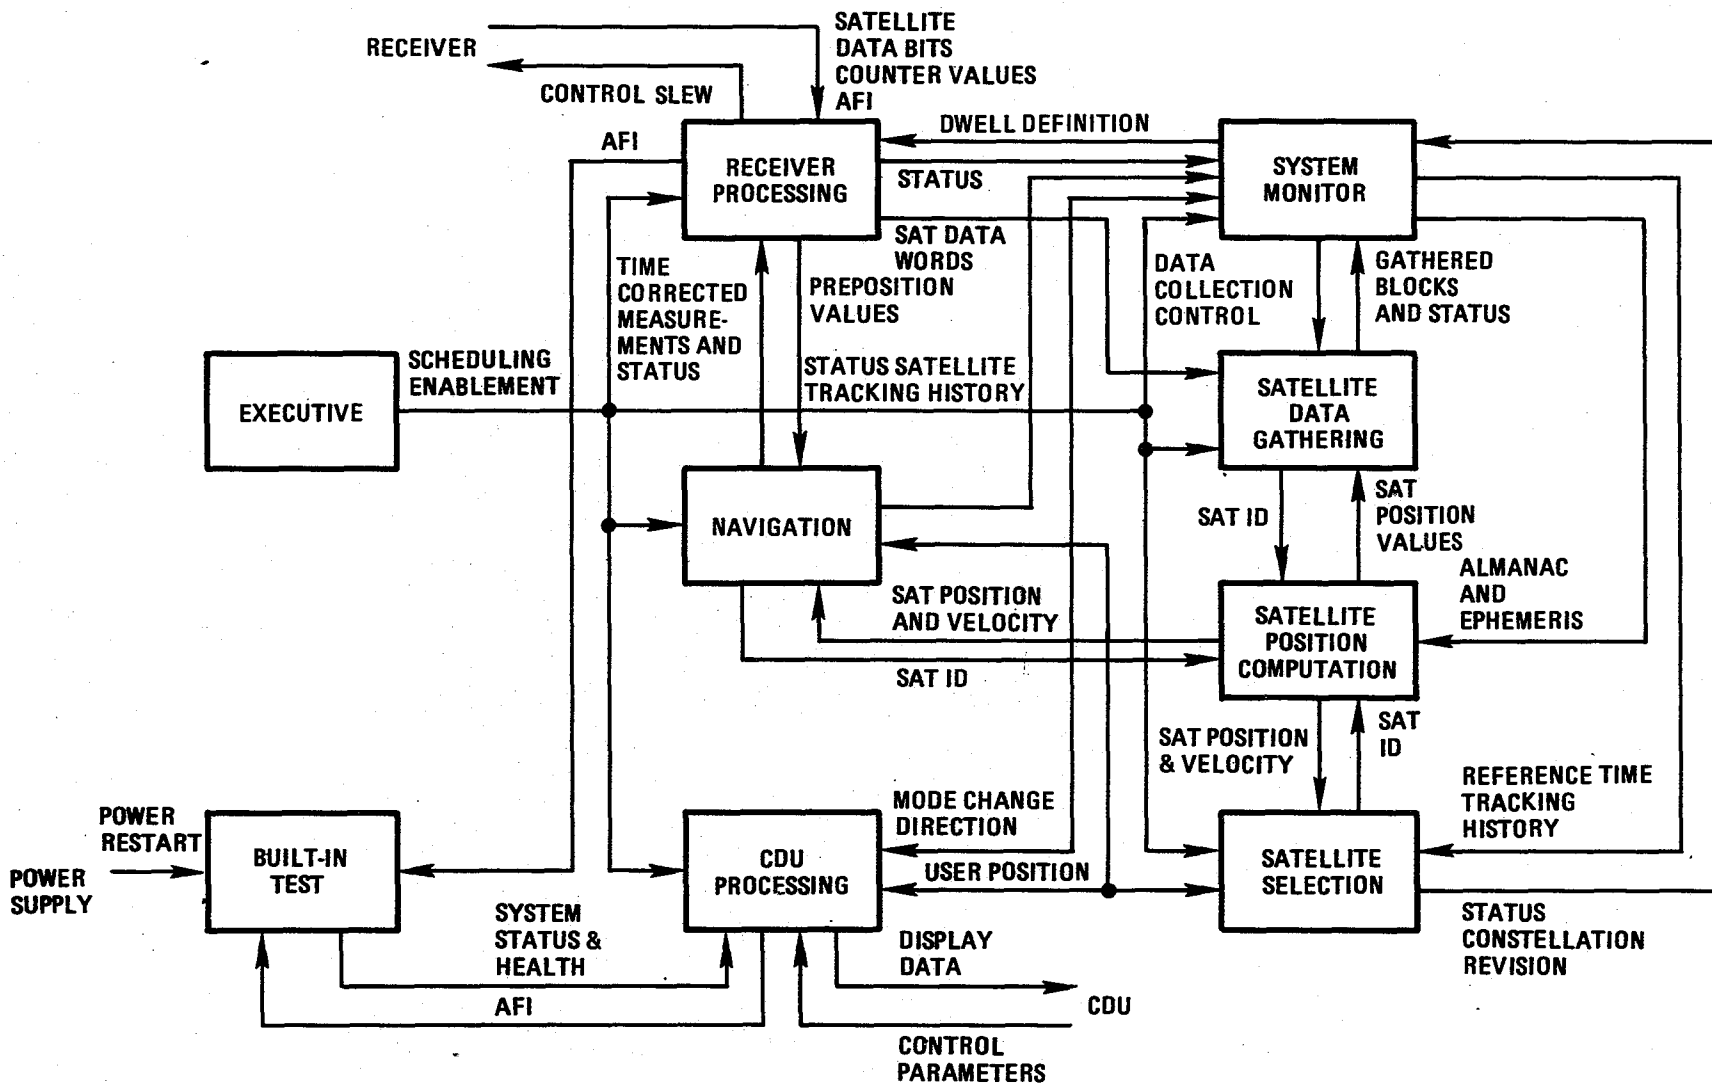 RECEIVER
CONTROL SLEW
SATELLITE
DATA BITS
COUNTER VALUES
AFI
AFI
RECEIVER
PROCESSING
DWELL DEFINITION
STATUS
SYSTEM
MONITOR
SAT DATA
WORDS
TIME
CORRECTED
MEASURE-
MENTS AND
STATUS
PREPOSITION
VALUES
DATA
COLLECTION
CONTROL
GATHERED
BLOCKS
AND STATUS
EXECUTIVE
SCHEDULING
ENABLEMENT
STATUS SATELLITE
TRACKING HISTORY
SATELLITE
DATA
GATHERING
NAVIGATION
SAT ID
SAT
POSITION
VALUES
SAT POSITION
AND VELOCITY
SAT ID
SATELLITE
POSITION
COMPUTATION
ALMANAC
AND
EPHEMERIS
SAT POSITION
& VELOCITY
SAT
ID
POWER
RESTART
POWER
SUPPLY
BUILT-IN
TEST
CDU
PROCESSING
MODE CHANGE
DIRECTION
USER POSITION
SATELLITE
SELECTION
REFERENCE TIME
TRACKING
HISTORY
SYSTEM
STATUS &
HEALTH
AFI
DISPLAY
DATA
CDU
CONTROL
PARAMETERS
STATUS
CONSTELLATION
REVISION